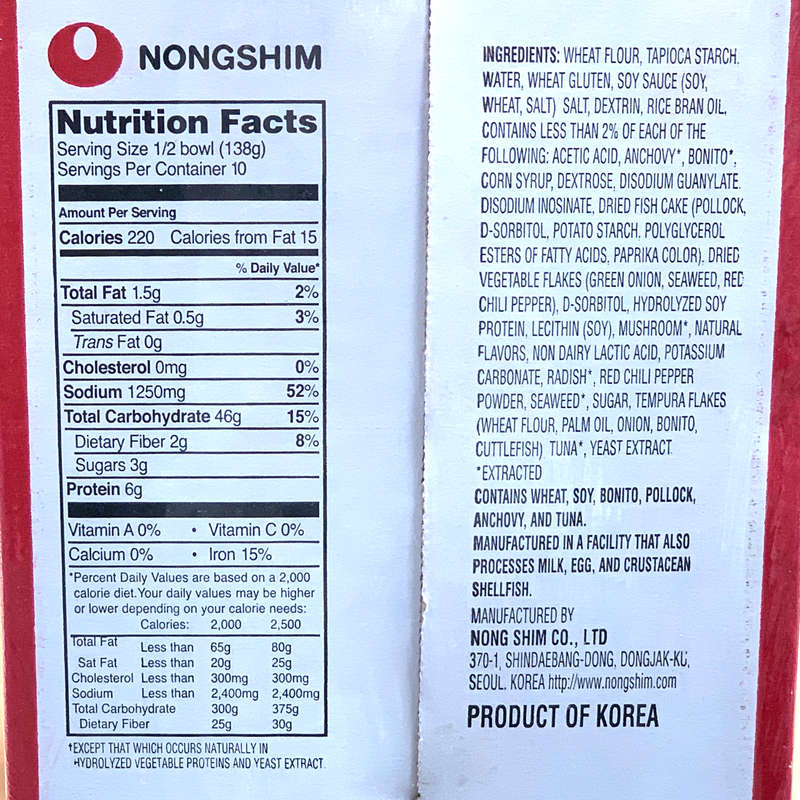 NONGSHIM
Nutrition Facts
Serving Size 1/2 bowl (138g)
Servings Per Container 10
Amount Per Serving
Calories 220 Calories from Fat 15
% Daily Value*
Total Fat 1.5g 2%
Saturated Fat 0.5g 3%
Trans Fat 0g
Cholesterol 0mg 0%
Sodium 1250mg 52%
Total Carbohydrate 46g 15%
Dietary Fiber 2g 8%
Sugars 3g
Protein 6g
Vitamin A 0% • Vitamin C 0%
Calcium 0% • Iron 15%
*Percent Daily Values are based on a 2,000
calorie diet.Your daily values may be higher
or lower depending on your calorie needs:
Calories: 2,000 2,500
Total Fat Less than 65g 80g
Sat Fat Less than 20g 25g
Cholesterol Less than 300mg 300mg
Sodium Less than 2,400mg 2,400mg
Total Carbohydrate 300g 375g
Dietary Fiber 25g 30g
†EXCEPT THAT WHICH OCCURS NATURALLY IN
HYDROLYZED VEGETABLE PROTEINS AND YEAST EXTRACT.
INGREDIENTS: WHEAT FLOUR, TAPIOCA STARCH.
WATER, WHEAT GLUTEN, SOY SAUCE (SOY,
WHEAT, SALT) SALT, DEXTRIN, RICE BRAN OIL,
CONTAINS LESS THAN 2% OF EACH OF THE
FOLLOWING: ACETIC ACID, ANCHOVY*, BONITO*,
CORN SYRUP, DEXTROSE, DISODIUM GUANYLATE,
DISODIUM INOSINATE, DRIED FISH CAKE (POLLOCK,
D-SORBITOL, POTATO STARCH, POLYGLYCEROL
ESTERS OF FATTY ACIDS, PAPRIKA COLOR), DRIED
VEGETABLE FLAKES (GREEN ONION, SEAWEED, RED
CHILI PEPPER), D-SORBITOL, HYDROLYZED SOY
PROTEIN, LECITHIN (SOY), MUSHROOM*, NATURAL
FLAVORS, NON DAIRY LACTIC ACID, POTASSIUM
CARBONATE, RADISH*, RED CHILI PEPPER
POWDER, SEAWEED*, SUGAR, TEMPURA FLAKES
(WHEAT FLOUR, PALM OIL, ONION, BONITO,
CUTTLEFISH) TUNA*, YEAST EXTRACT.
*EXTRACTED
CONTAINS WHEAT, SOY, BONITO, POLLOCK,
ANCHOVY, AND TUNA.
MANUFACTURED IN A FACILITY THAT ALSO
PROCESSES MILK, EGG, AND CRUSTACEAN
SHELLFISH.
MANUFACTURED BY
NONG SHIM CO., LTD
370-1, SHINDAEBANG-DONG, DONGJAK-KU,
SEOUL. KOREA http://www.nongshim.com
PRODUCT OF KOREA